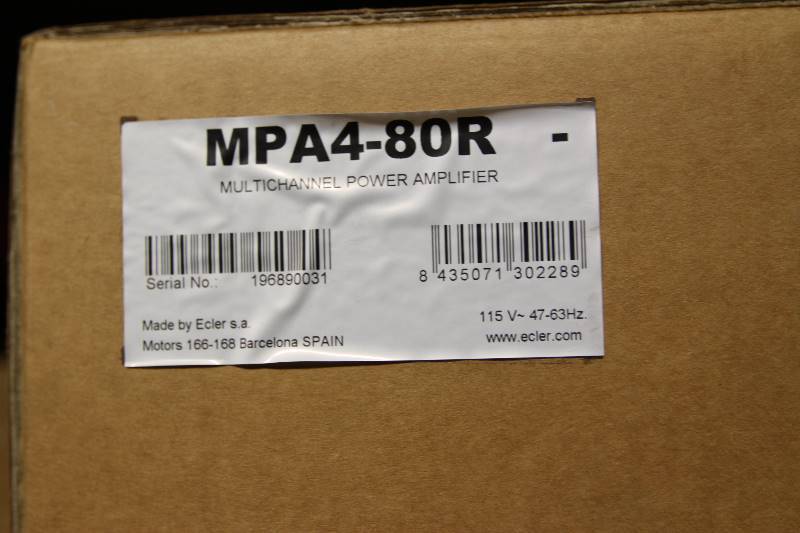 MPA4-80R -
MULTICHANNEL POWER AMPLIFIER
Serial No.: 196890031
8 435071 302289
Made by Ecler s.a.
Motors 166-168 Barcelona SPAIN
115 V~ 47-63Hz.
www.ecler.com